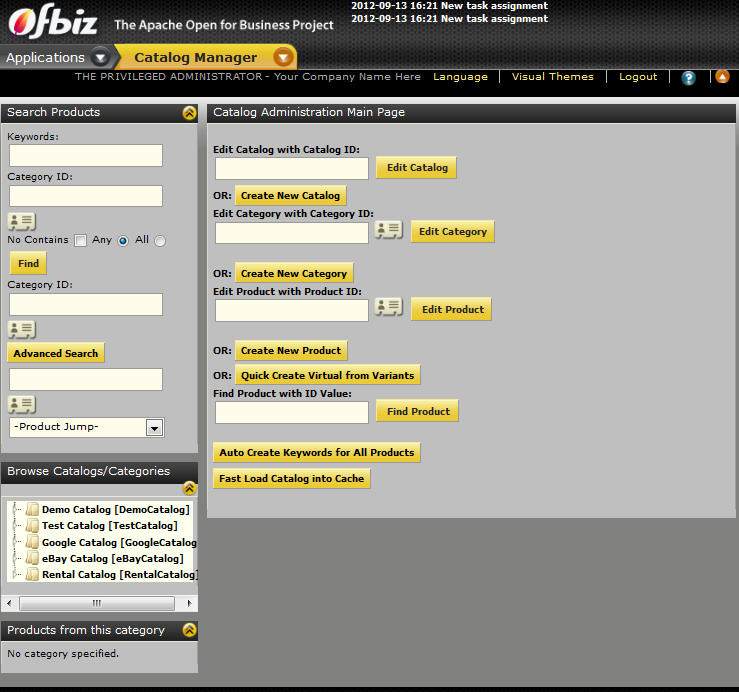 Ofbiz The Apache Open for Business Project
2012-09-13 16:21 New task assignment
2012-09-13 16:21 New task assignment
Applications Catalog Manager
THE PRIVILEGED ADMINISTRATOR - Your Company Name Here Language Visual Themes Logout ?
Search Products
Keywords:
Category ID:
No Contains Any All
Find
Category ID:
Advanced Search
-Product Jump-
Browse Catalogs/Categories
Demo Catalog [DemoCatalog]
Test Catalog [TestCatalog]
Google Catalog [GoogleCatalog
eBay Catalog [eBayCatalog]
Rental Catalog [RentalCatalog]
Products from this category
No category specified.
Catalog Administration Main Page
Edit Catalog with Catalog ID:
Edit Catalog
OR: Create New Catalog
Edit Category with Category ID:
Edit Category
OR: Create New Category
Edit Product with Product ID:
Edit Product
OR: Create New Product
OR: Quick Create Virtual from Variants
Find Product with ID Value:
Find Product
Auto Create Keywords for All Products
Fast Load Catalog into Cache